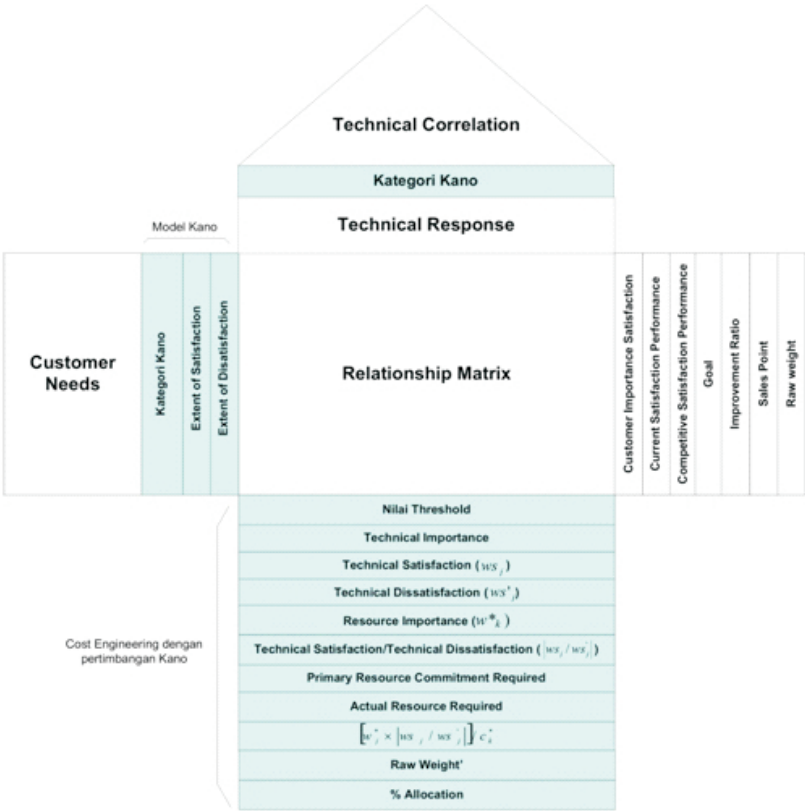 Technical Correlation
Kategori Kano
Technical Response
Model Kano
Customer
Needs
Kategori Kano
Extent of Satisfaction
Extent of Disatisfaction
Relationship Matrix
Customer Importance Satisfaction
Current Satisfaction Performance
Competitive Satisfaction Performance
Goal
Improvement Ratio
Sales Point
Raw weight
Nilai Threshold
Technical Importance
Technical Satisfaction (ws_j)
Technical Dissatisfaction (ws'_j)
Resource Importance (w*_k)
Cost Engineering dengan
pertimbangan Kano
Technical Satisfaction/Technical Dissatisfaction (|ws_j / ws'_j|)
Primary Resource Commitment Required
Actual Resource Required
[w*_j × |ws_j / ws'_j|] / c*_k
Raw Weight'
% Allocation